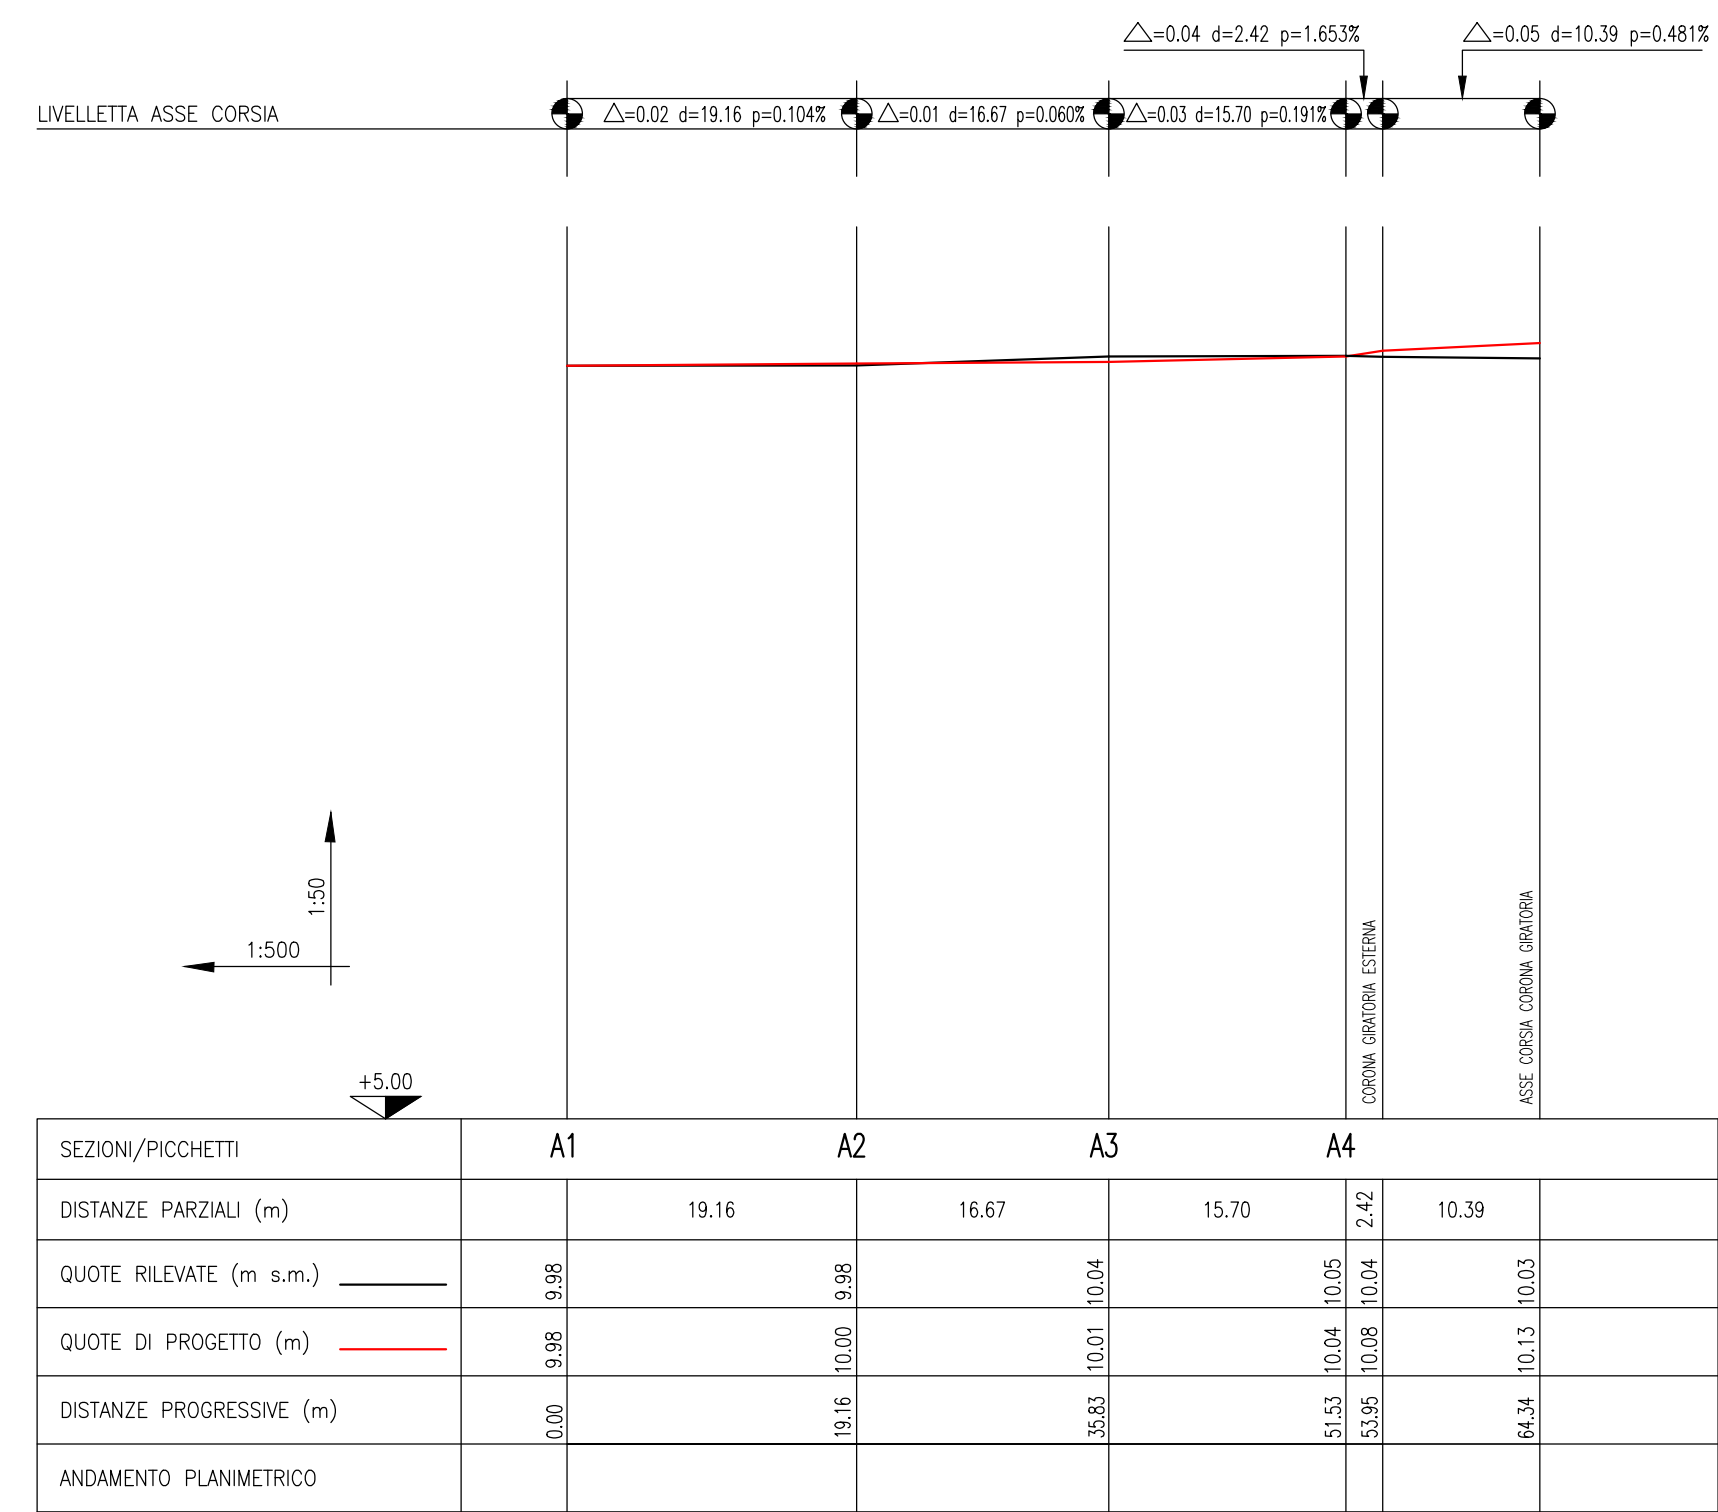 △=0.04 d=2.42 p=1.653%
△=0.05 d=10.39 p=0.481%
LIVELLETTA ASSE CORSIA
△=0.02 d=19.16 p=0.104%
△=0.01 d=16.67 p=0.060%
△=0.03 d=15.70 p=0.191%
1:50
1:500
CORONA GIRATORIA ESTERNA
ASSE CORSIA CORONA GIRATORIA
+5.00
SEZIONI/PICCHETTI A1 A2 A3 A4
DISTANZE PARZIALI (m) 19.16 16.67 15.70 2.42 10.39
QUOTE RILEVATE (m s.m.) 9.98 9.98 10.04 10.05 10.04 10.03
QUOTE DI PROGETTO (m) 9.98 10.00 10.01 10.04 10.08 10.13
DISTANZE PROGRESSIVE (m) 0.00 19.16 35.83 51.53 53.95 64.34
ANDAMENTO PLANIMETRICO